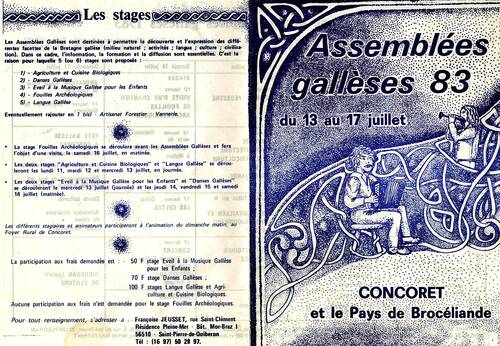 Les stages
Les Assemblées Gallèses sont destinées à permettre la découverte et l'expression des différentes facettes de la Bretagne gallèse (milieu naturel ; activités ; langue ; culture ; civilisation). Dans ce cadre, l'information, la formation et la diffusion sont essentielles. C'est la
raison pour laquelle 5 (ou 6) stages sont proposés :
1) - Agriculture et Cuisine Biologiques
2) - Danses Gallèses
3) - Eveil à la Musique Gallèse pour les Enfants
4) - Fouilles Archéologiques
5) - Langue Gallèse
Eventuellement rajouter en 1 bis) - Artisanat Forestier - Vannerie.
● La stage Fouilles Archéologiques se déroulera avant les Assemblées Gallèses et fera
l'objet d'une visite, le samedi 16 juillet, en matinée.
● Les deux stages "Agriculture et Cuisine Biologiques" et "Langue Gallèse" se dérouleront
les lundi 11, mardi 12 et mercredi 13 juillet, en journée.
● Les deux stages "Eveil à la Musique Gallèse pour les Enfants" et "Danses Gallèses"
se dérouleront le mercredi 13 juillet (journée) et les jeudi 14, vendredi 15 et samedi
16 juillet (matinée).
Les différents stagiaires et animateurs participeront à l'animation du dimanche matin, au
Foyer Rural de Concoret.
La participation aux frais demandée est : 50 F stage Eveil à la Musique Gallèse
pour les Enfants ;
70 F stage Danses Gallèses ;
100 F stages Langue Gallèse et Agriculture et Cuisine Biologiques.
Aucune participation aux frais n'est demandée pour le stage Fouilles Archéologiques.
Pour tout renseignement, s'adresser à : Françoise JEUSSET, rue Saint-Clément
Résidence Pleine-Mer - Bât. Mor-Braz I
56510 - Saint-Pierre-de-Quiberon
Tél. : (16 97) 50 28 97.
Assemblées
gallèses 83
du 13 au 17 juillet
CONCORET
et le Pays de Brocéliande